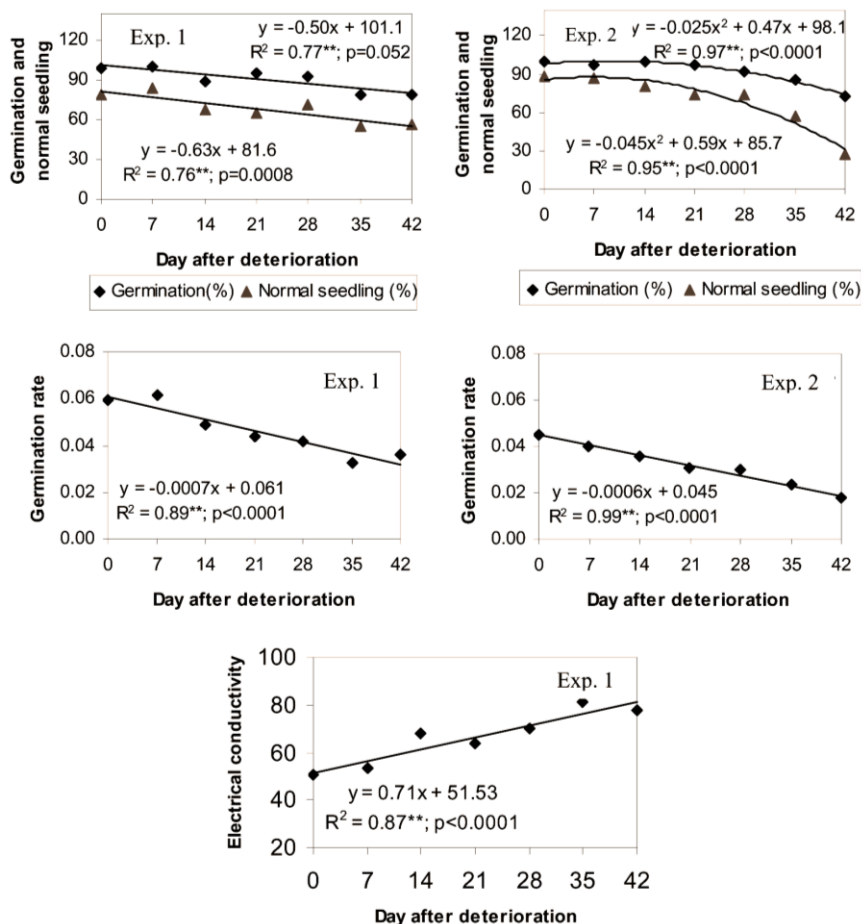 Germination and
normal seedling
120
90
60
30
0
Exp. 1
y = -0.50x + 101.1
R² = 0.77**; p=0.052
y = -0.63x + 81.6
R² = 0.76**; p=0.0008
0 7 14 21 28 35 42
Day after deterioration
◆ Germination(%) ▲ Normal seedling (%)
Germination and
normal seedling
120
90
60
30
0
Exp. 2
y = -0.025x² + 0.47x + 98.1
R² = 0.97**; p<0.0001
y = -0.045x² + 0.59x + 85.7
R² = 0.95**; p<0.0001
0 7 14 21 28 35 42
Day after deterioration
◆ Germination (%) ▲ Normal seedling (%)
Germination rate
0.08
0.06
0.04
0.02
0.00
Exp. 1
y = -0.0007x + 0.061
R² = 0.89**; p<0.0001
0 7 14 21 28 35 42
Day after deterioration
Germination rate
0.08
0.06
0.04
0.02
0.00
Exp. 2
y = -0.0006x + 0.045
R² = 0.99**; p<0.0001
0 7 14 21 28 35 42
Day after deterioration
Electrical conductivity
100
80
60
40
20
Exp. 1
y = 0.71x + 51.53
R² = 0.87**; p<0.0001
0 7 14 21 28 35 42
Day after deterioration